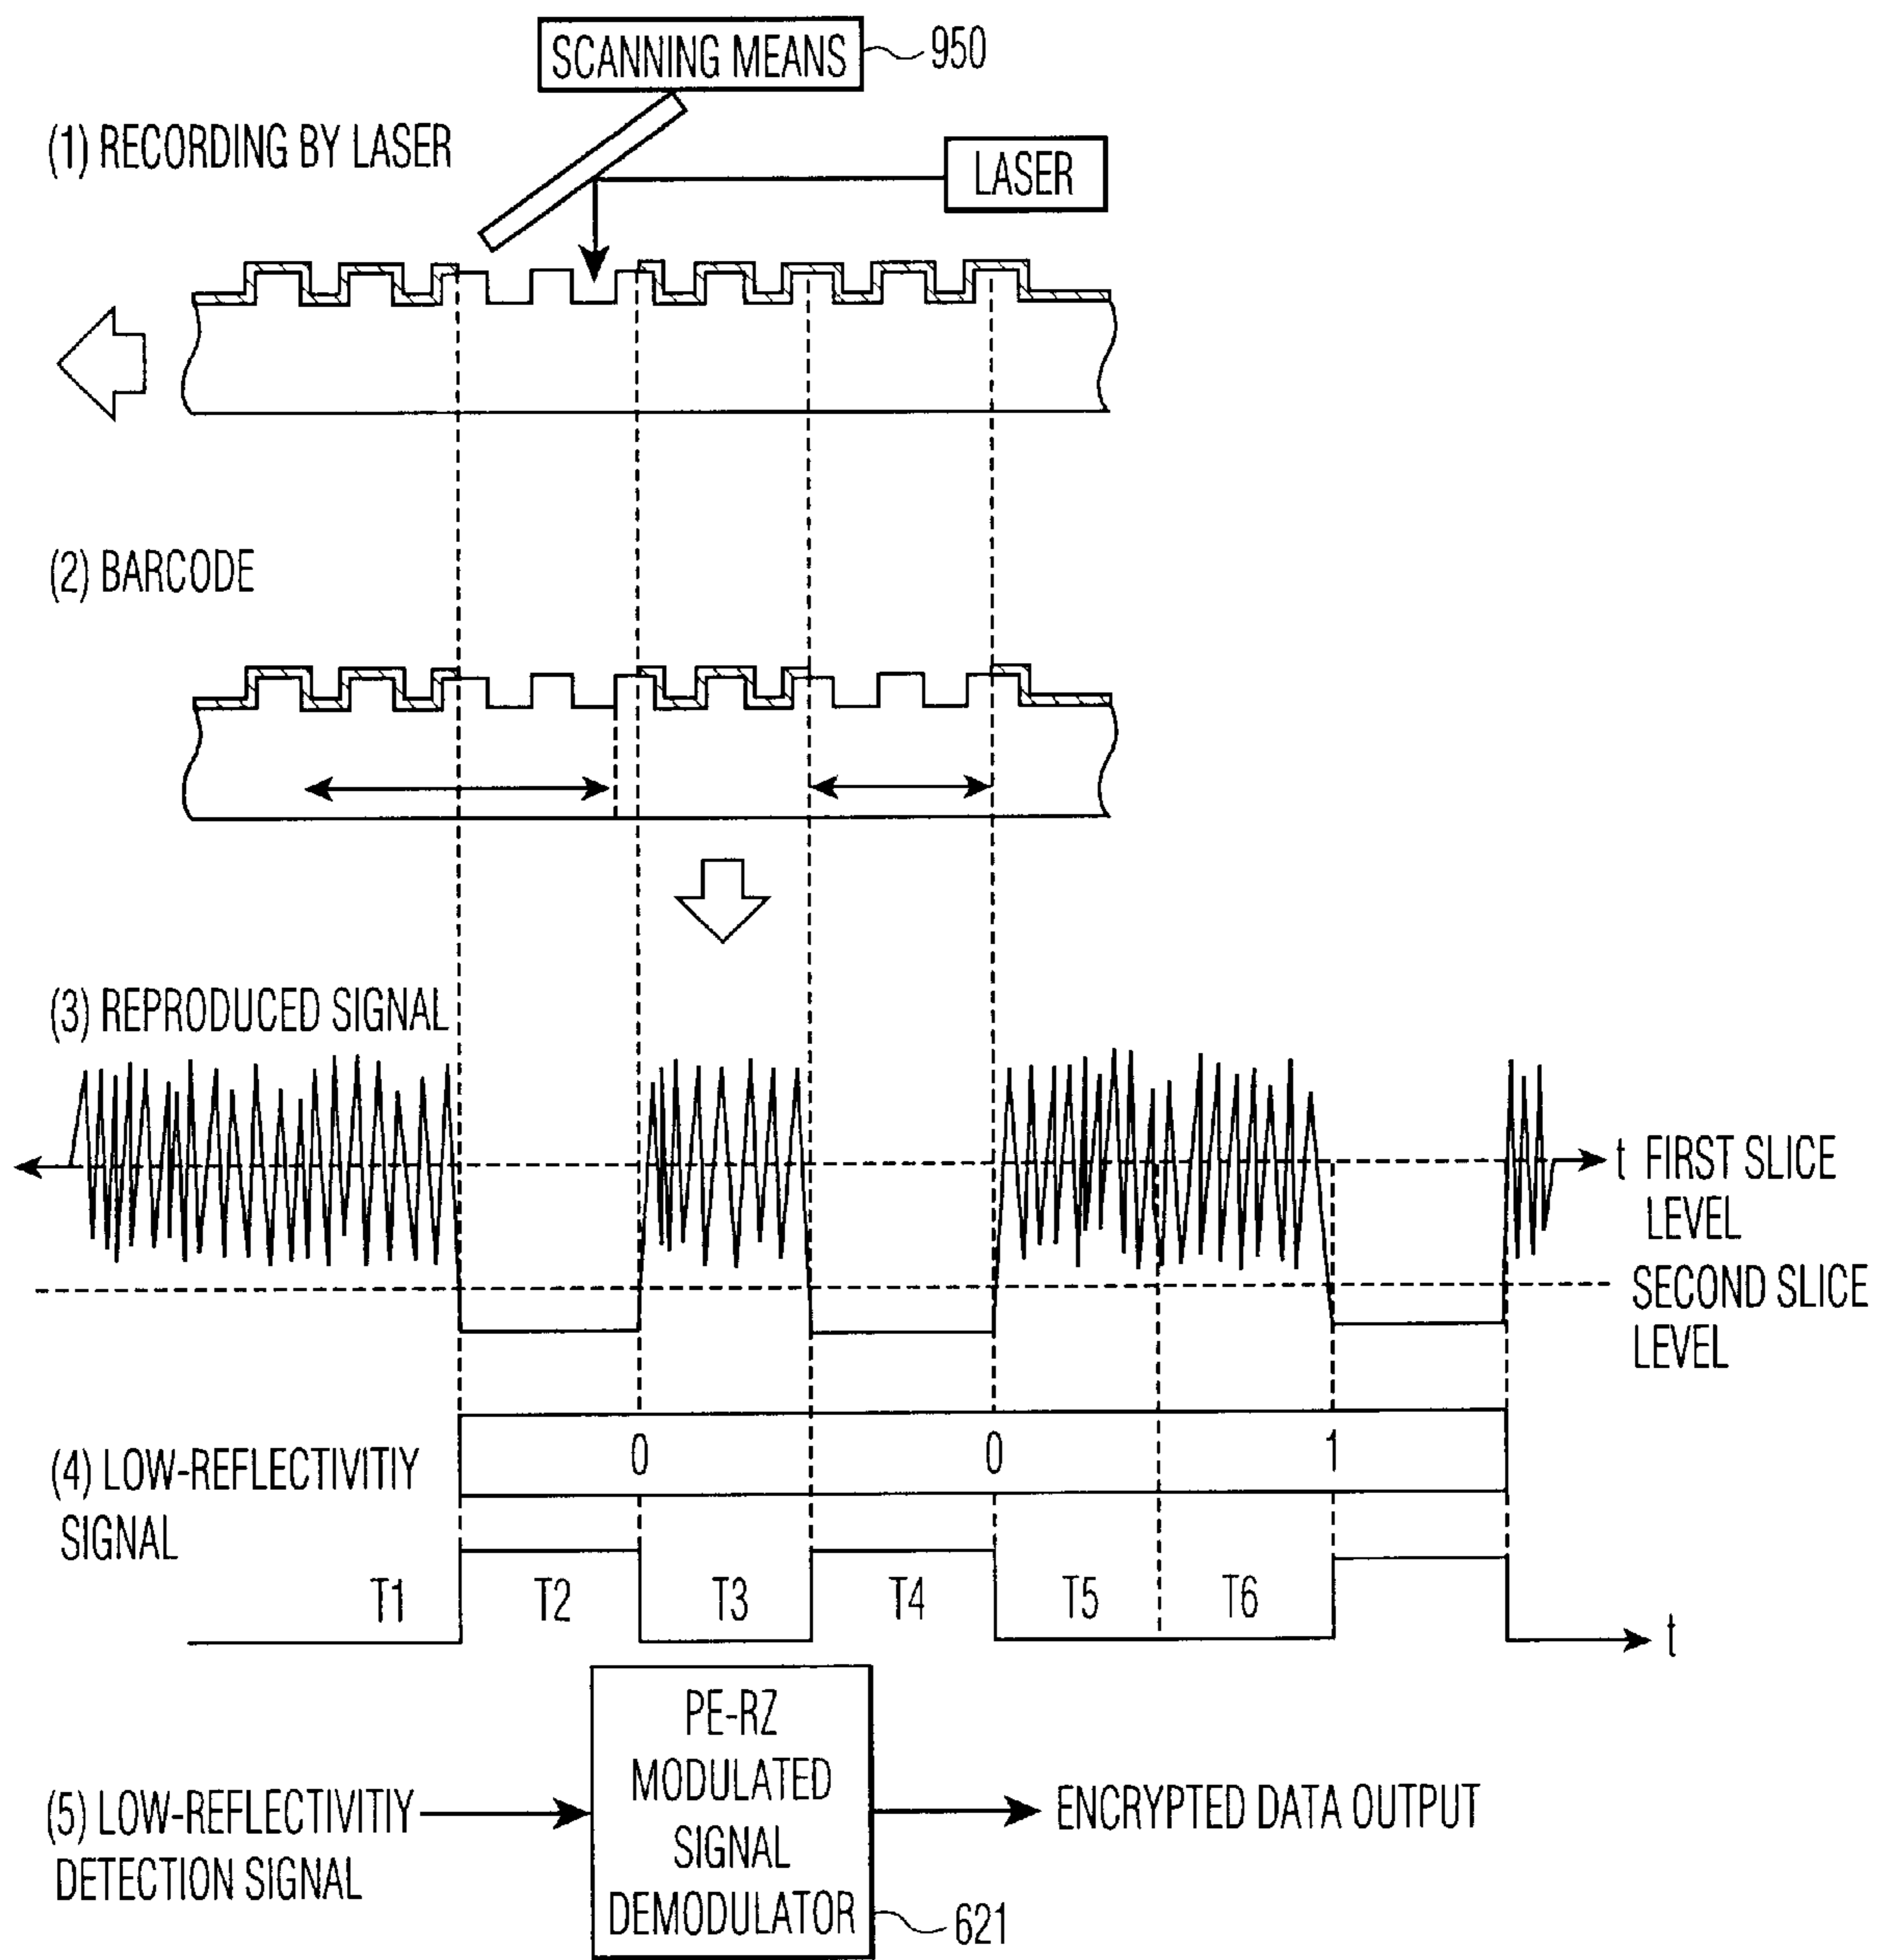 SCANNING MEANS
950
(1) RECORDING BY LASER
LASER
(2) BARCODE
(3) REPRODUCED SIGNAL
t FIRST SLICE
LEVEL
SECOND SLICE
LEVEL
(4) LOW-REFLECTIVITIY
SIGNAL
0 0 1
T1 T2 T3 T4 T5 T6
t
PE-RZ
MODULATED
SIGNAL
DEMODULATOR
621
(5) LOW-REFLECTIVITIY
DETECTION SIGNAL
ENCRYPTED DATA OUTPUT